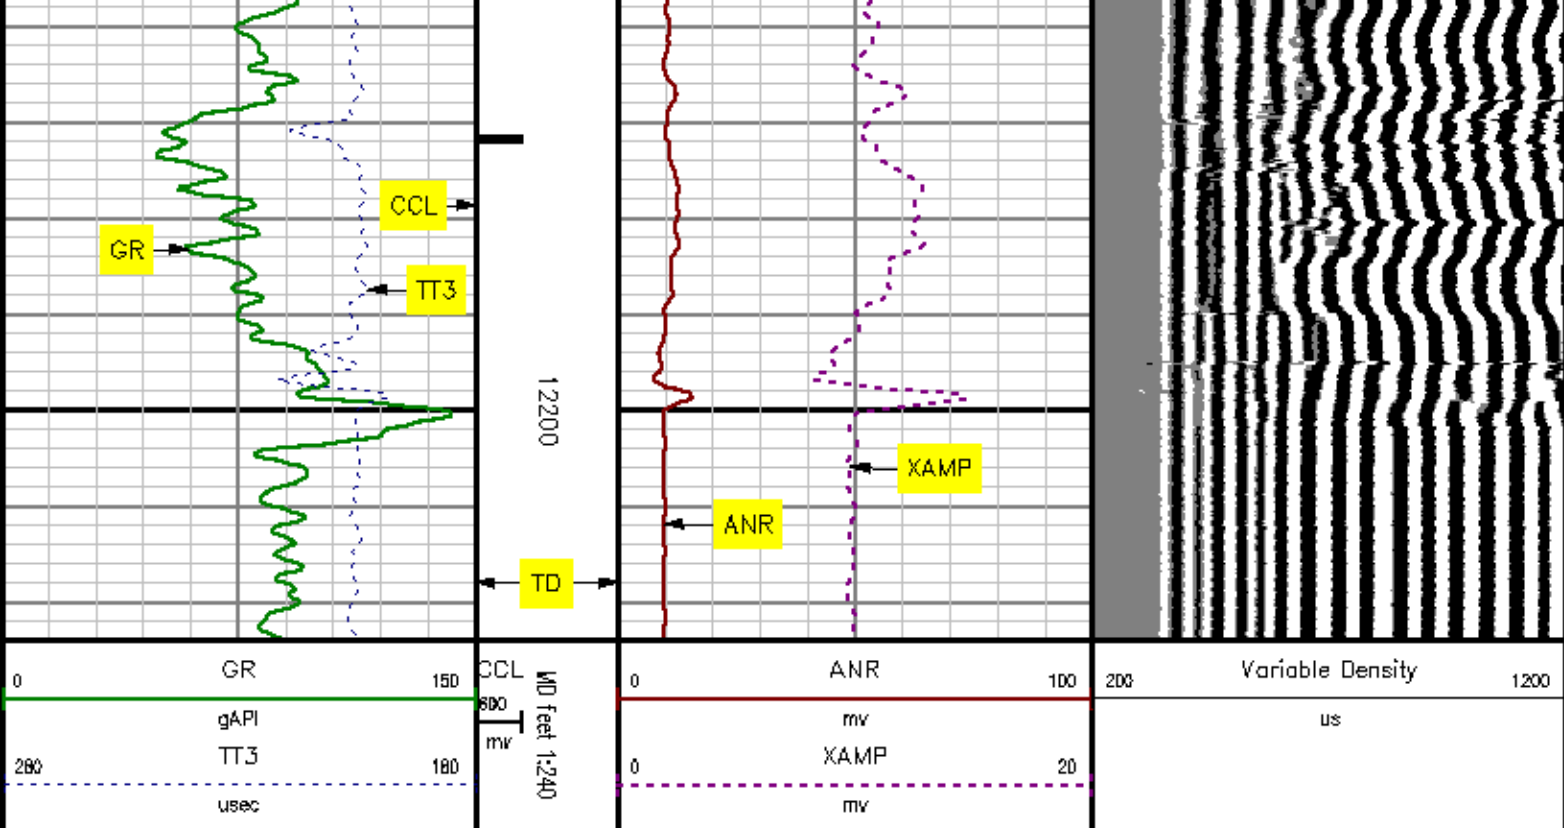 CCL
GR
TT3
12200
XAMP
ANR
TD
GR
0 150
gAPI
TT3
280 180
usec
CCL
600
mv
MD feet 1:240
ANR
0 100
mv
XAMP
0 20
mv
Variable Density
200 1200
us